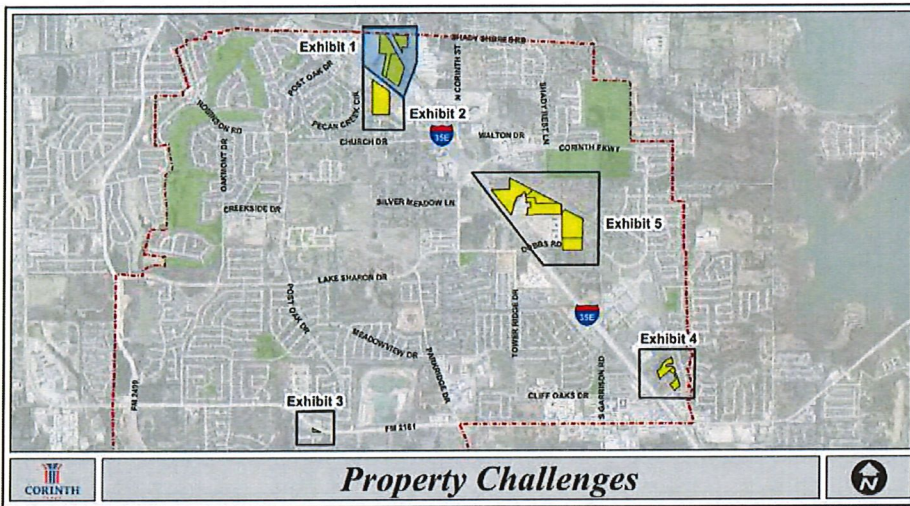 SHADY SHORES RD
Exhibit 1
POST OAK DR
N CORINTH ST
PECAN CREEK CIR
Exhibit 2
ROBINSON RD
35E
WALTON DR
SHADY REST LN
CHURCH DR
CORINTH PKWY
OAKMONT DR
CREEKSIDE DR
SILVER MEADOW LN
Exhibit 5
DOBBS RD
LAKE SHARON DR
POST OAK DR
35E
TOWER RIDGE DR
MEADOWVIEW DR
PARKRIDGE DR
Exhibit 4
S GARRISON RD
CLIFF OAKS DR
FM 2499
Exhibit 3
FM 2181
CORINTH
Property Challenges
N